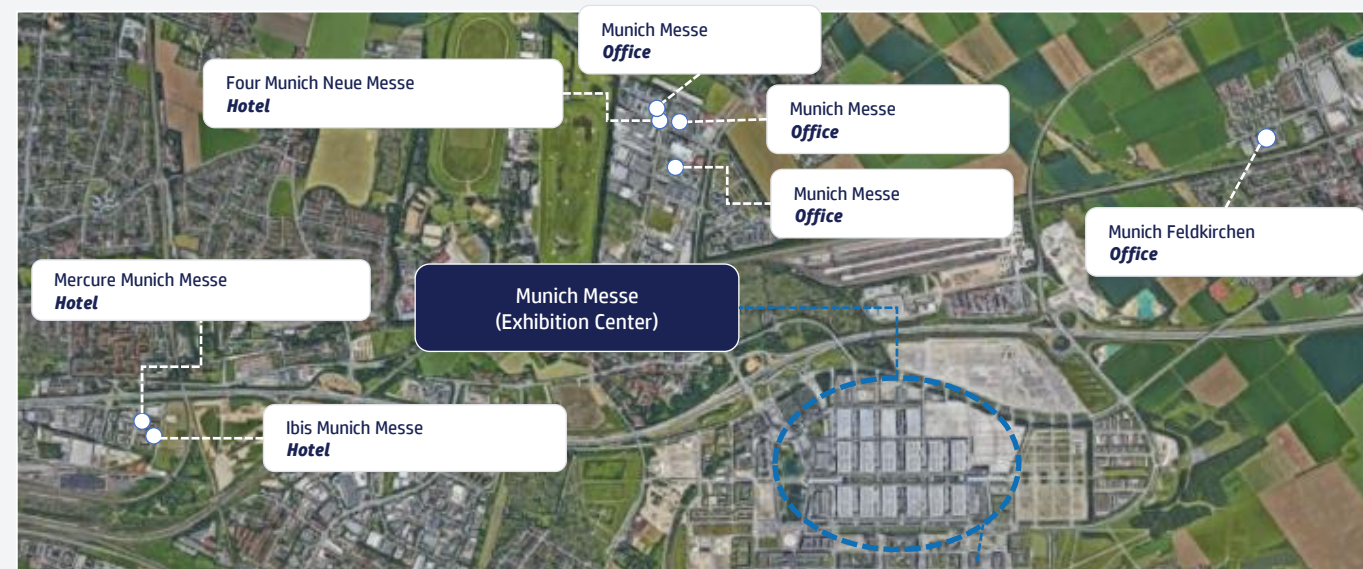 Munich Messe
Office
Four Munich Neue Messe
Hotel
Munich Messe
Office
Munich Messe
Office
Munich Feldkirchen
Office
Mercure Munich Messe
Hotel
Munich Messe
(Exhibition Center)
Ibis Munich Messe
Hotel